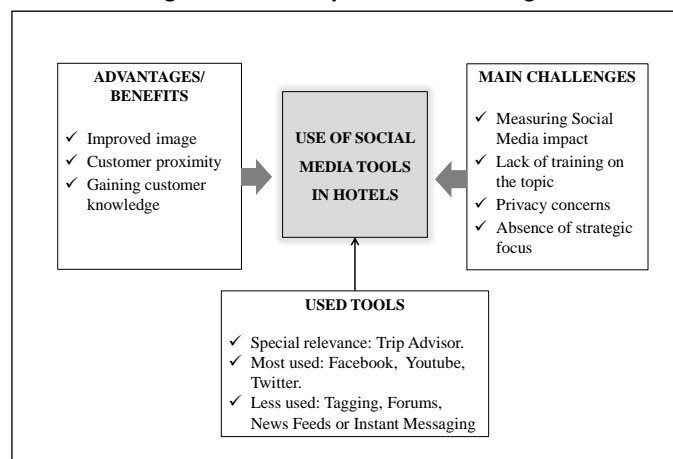 ADVANTAGES/
BENEFITS
✓ Improved image
✓ Customer proximity
✓ Gaining customer
knowledge
USE OF SOCIAL
MEDIA TOOLS
IN HOTELS
MAIN CHALLENGES
✓ Measuring Social
Media impact
✓ Lack of training on
the topic
✓ Privacy concerns
✓ Absence of strategic
focus
USED TOOLS
✓ Special relevance: Trip Advisor.
✓ Most used: Facebook, Youtube,
Twitter.
✓ Less used: Tagging, Forums,
News Feeds or Instant Messaging